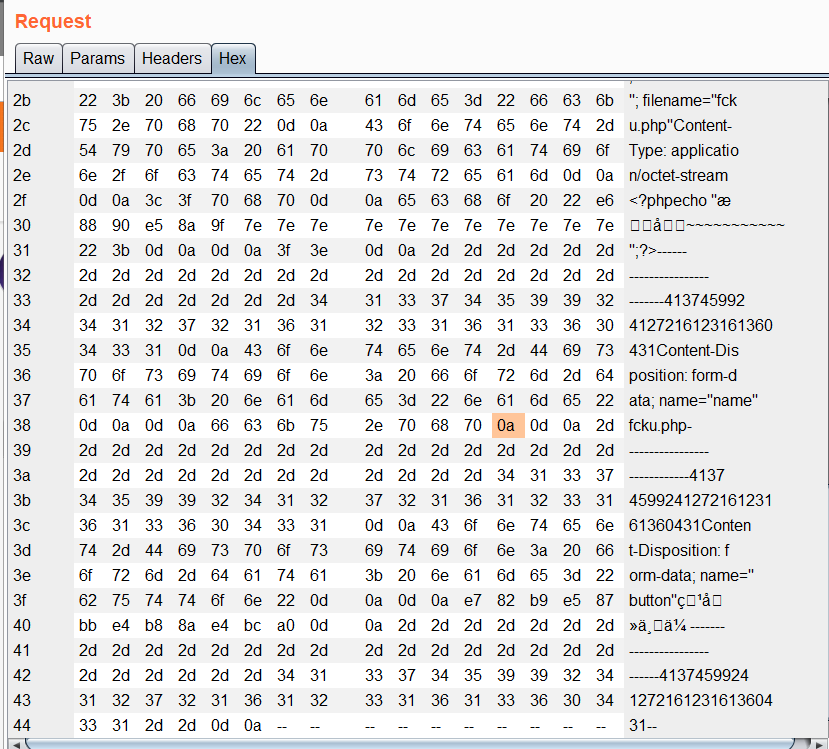 Request
Raw Params Headers Hex
2b 22 3b 20 66 69 6c 65 6e 61 6d 65 3d 22 66 63 6b "; filename="fck
2c 75 2e 70 68 70 22 0d 0a 43 6f 6e 74 65 6e 74 2d u.php"Content-
2d 54 79 70 65 3a 20 61 70 70 6c 69 63 61 74 69 6f Type: applicatio
2e 6e 2f 6f 63 74 65 74 2d 73 74 72 65 61 6d 0d 0a n/octet-stream
2f 0d 0a 3c 3f 70 68 70 0d 0a 65 63 68 6f 20 22 e6 <?phpecho "æ
30 88 90 e5 8a 9f 7e 7e 7e 7e 7e 7e 7e 7e 7e 7e 7e å~~~~~~~~~~~
31 22 3b 0d 0a 0d 0a 3f 3e 0d 0a 2d 2d 2d 2d 2d 2d ";?>------
32 2d 2d 2d 2d 2d 2d 2d 2d 2d 2d 2d 2d 2d 2d 2d 2d ----------------
33 2d 2d 2d 2d 2d 2d 2d 34 31 33 37 34 35 39 39 32 -------413745992
34 34 31 32 37 32 31 36 31 32 33 31 36 31 33 36 30 4127216123161360
35 34 33 31 0d 0a 43 6f 6e 74 65 6e 74 2d 44 69 73 431Content-Dis
36 70 6f 73 69 74 69 6f 6e 3a 20 66 6f 72 6d 2d 64 position: form-d
37 61 74 61 3b 20 6e 61 6d 65 3d 22 6e 61 6d 65 22 ata; name="name"
38 0d 0a 0d 0a 66 63 6b 75 2e 70 68 70 0a 0d 0a 2d fcku.php-
39 2d 2d 2d 2d 2d 2d 2d 2d 2d 2d 2d 2d 2d 2d 2d 2d ----------------
3a 2d 2d 2d 2d 2d 2d 2d 2d 2d 2d 2d 2d 34 31 33 37 ------------4137
3b 34 35 39 39 32 34 31 32 37 32 31 36 31 32 33 31 4599241272161231
3c 36 31 33 36 30 34 33 31 0d 0a 43 6f 6e 74 65 6e 61360431Conten
3d 74 2d 44 69 73 70 6f 73 69 74 69 6f 6e 3a 20 66 t-Disposition: f
3e 6f 72 6d 2d 64 61 74 61 3b 20 6e 61 6d 65 3d 22 orm-data; name="
3f 62 75 74 74 6f 6e 22 0d 0a 0d 0a e7 82 b9 e5 87 button"ç¹å
40 bb e4 b8 8a e4 bc a0 0d 0a 2d 2d 2d 2d 2d 2d 2d »ä¸ä¼ -------
41 2d 2d 2d 2d 2d 2d 2d 2d 2d 2d 2d 2d 2d 2d 2d 2d ----------------
42 2d 2d 2d 2d 2d 2d 34 31 33 37 34 35 39 39 32 34 ------4137459924
43 31 32 37 32 31 36 31 32 33 31 36 31 33 36 30 34 1272161231613604
44 33 31 2d 2d 0d 0a -- -- -- -- -- -- -- -- -- -- 31--